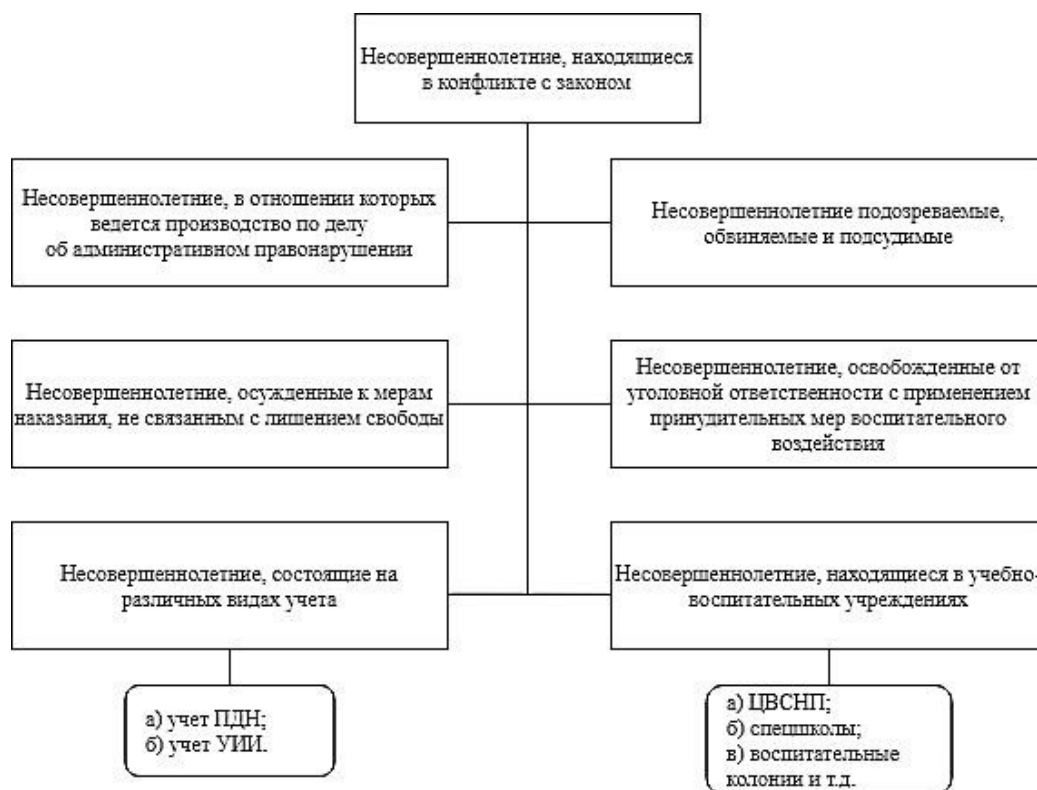 Несовершеннолетние, находящиеся
в конфликте с законом
Несовершеннолетние, в отношении которых
ведется производство по делу
об административном правонарушении
Несовершеннолетние подозреваемые,
обвиняемые и подсудимые
Несовершеннолетние, осужденные к мерам
наказания, не связанным с лишением свободы
Несовершеннолетние, освобожденные от
уголовной ответственности с применением
принудительных мер воспитательного
воздействия
Несовершеннолетние, состоящие на
различных видах учета
Несовершеннолетние, находящиеся в учебно-
воспитательных учреждениях
а) учет ПДН;
б) учет УИИ.
а) ЦВСНП;
б) спецшколы;
в) воспитательные
колонии и т.д.